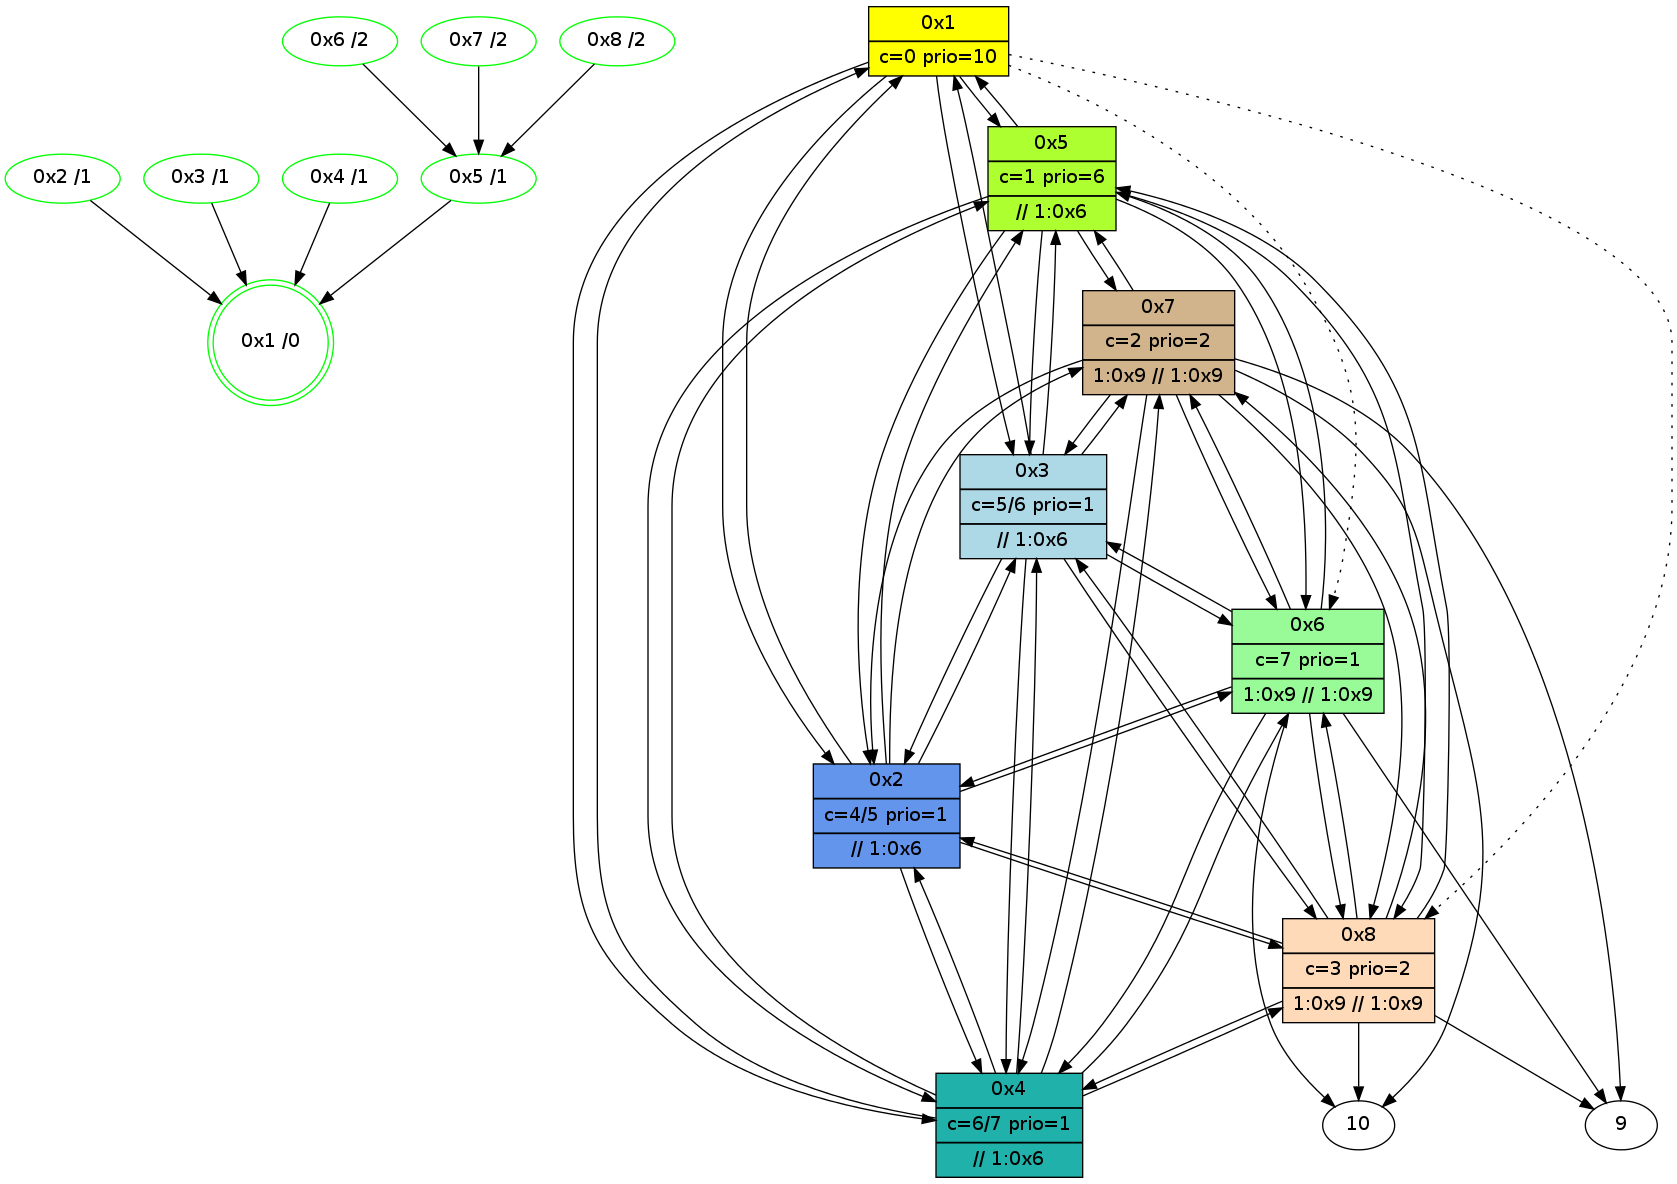 0x6 /2
0x7 /2
0x8 /2
0x2 /1
0x3 /1
0x4 /1
0x5 /1
0x1 /0
0x1
c=0 prio=10
0x5
c=1 prio=6
// 1:0x6
0x7
c=2 prio=2
1:0x9 // 1:0x9
0x3
c=5/6 prio=1
// 1:0x6
0x6
c=7 prio=1
1:0x9 // 1:0x9
0x2
c=4/5 prio=1
// 1:0x6
0x8
c=3 prio=2
1:0x9 // 1:0x9
0x4
c=6/7 prio=1
// 1:0x6
10
9